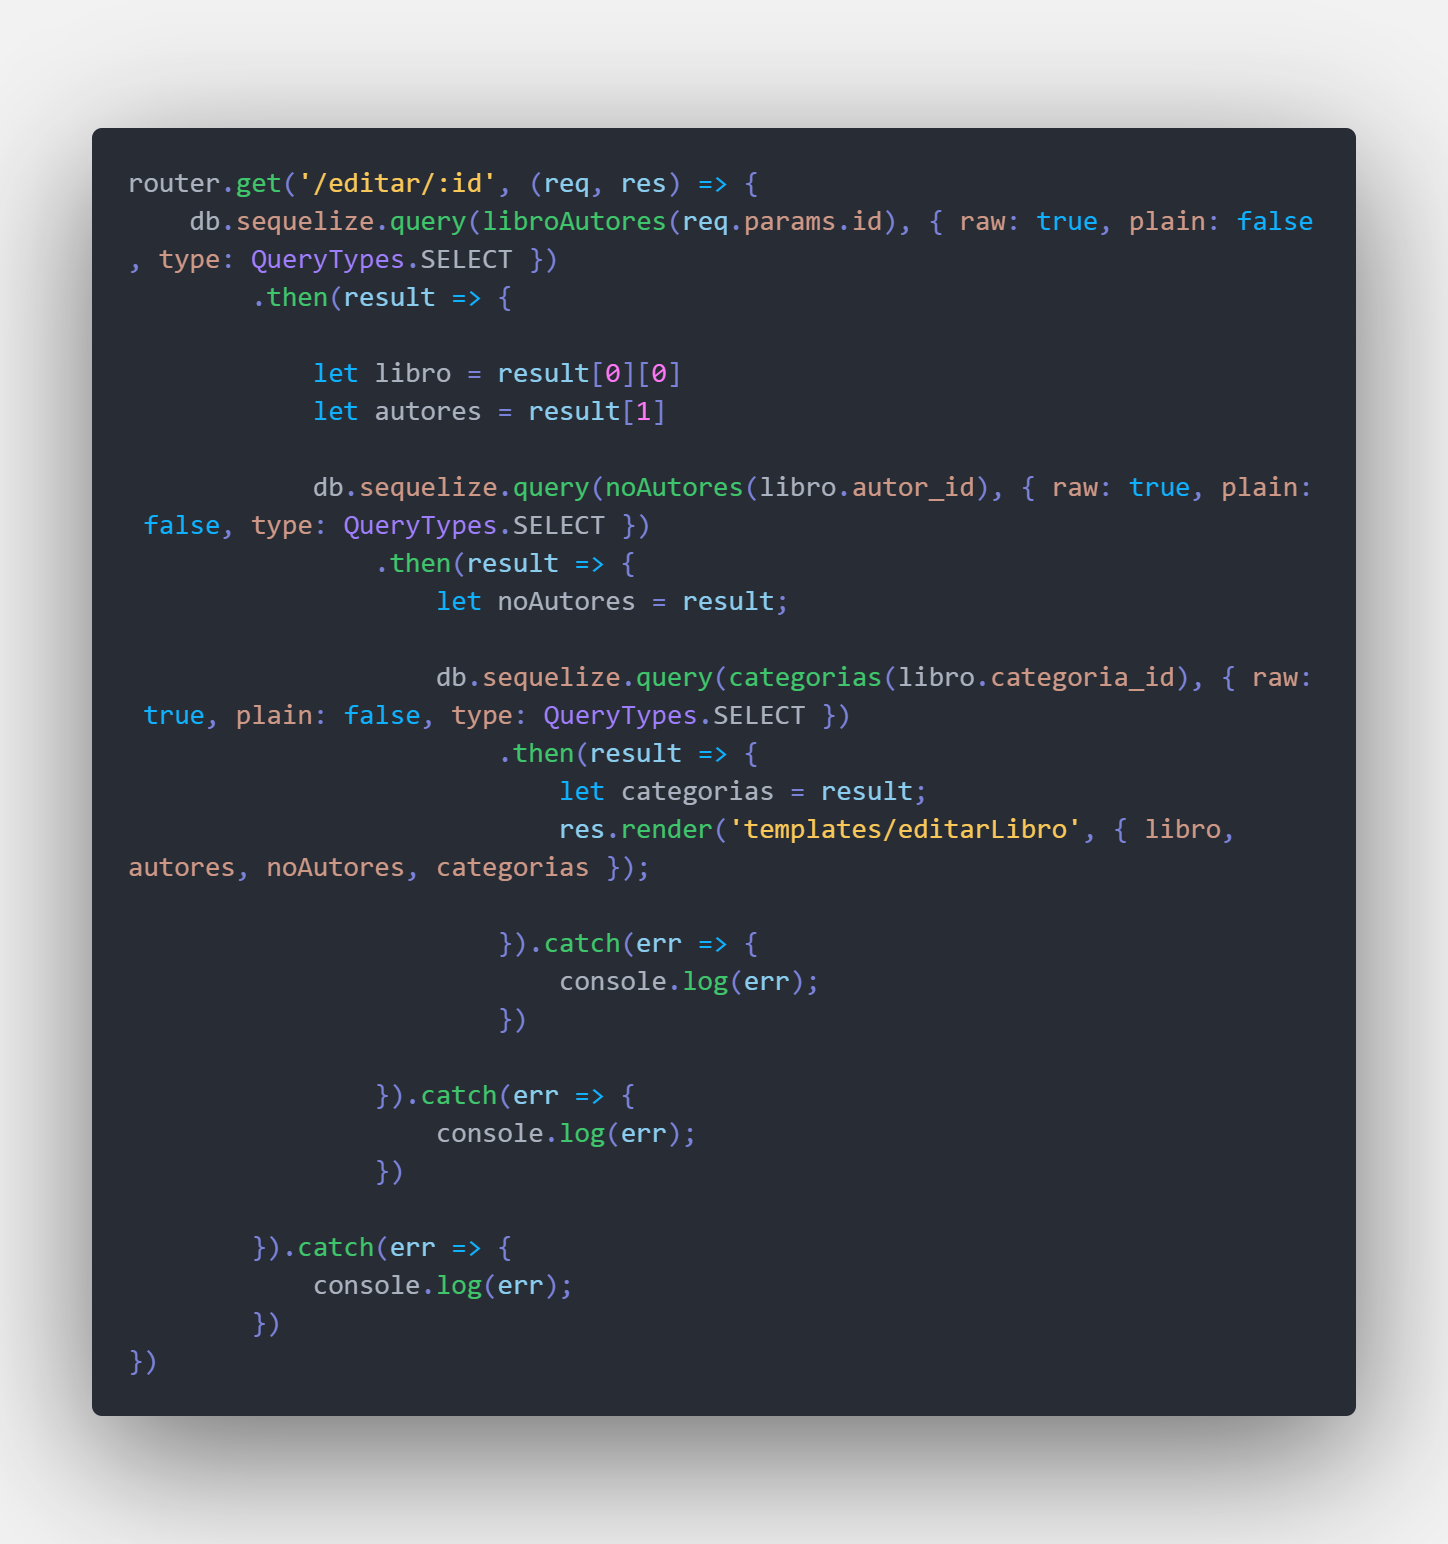 router.get('/editar/:id', (req, res) => {
    db.sequelize.query(libroAutores(req.params.id), { raw: true, plain: false
, type: QueryTypes.SELECT })
        .then(result => {

            let libro = result[0][0]
            let autores = result[1]

            db.sequelize.query(noAutores(libro.autor_id), { raw: true, plain:
 false, type: QueryTypes.SELECT })
                .then(result => {
                    let noAutores = result;

                    db.sequelize.query(categorias(libro.categoria_id), { raw:
 true, plain: false, type: QueryTypes.SELECT })
                        .then(result => {
                            let categorias = result;
                            res.render('templates/editarLibro', { libro,
autores, noAutores, categorias });

                        }).catch(err => {
                            console.log(err);
                        })

                }).catch(err => {
                    console.log(err);
                })

        }).catch(err => {
            console.log(err);
        })
})